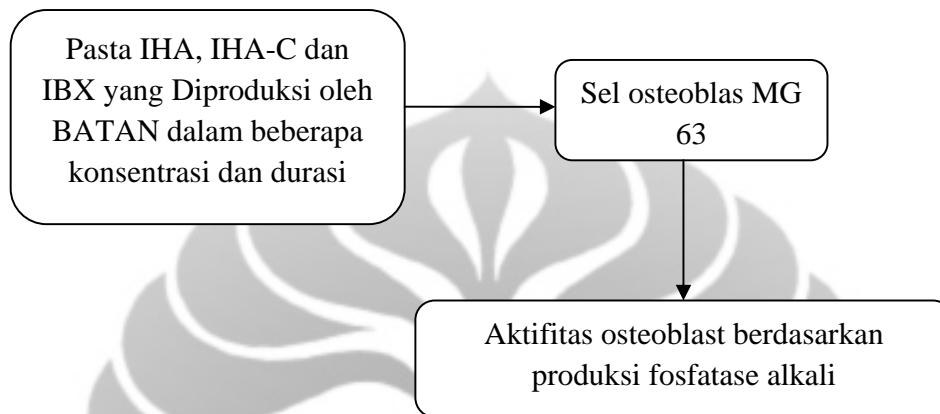 Pasta IHA, IHA-C dan
IBX yang Diproduksi oleh
BATAN dalam beberapa
konsentrasi dan durasi
Sel osteoblas MG
63
Aktifitas osteoblast berdasarkan
produksi fosfatase alkali